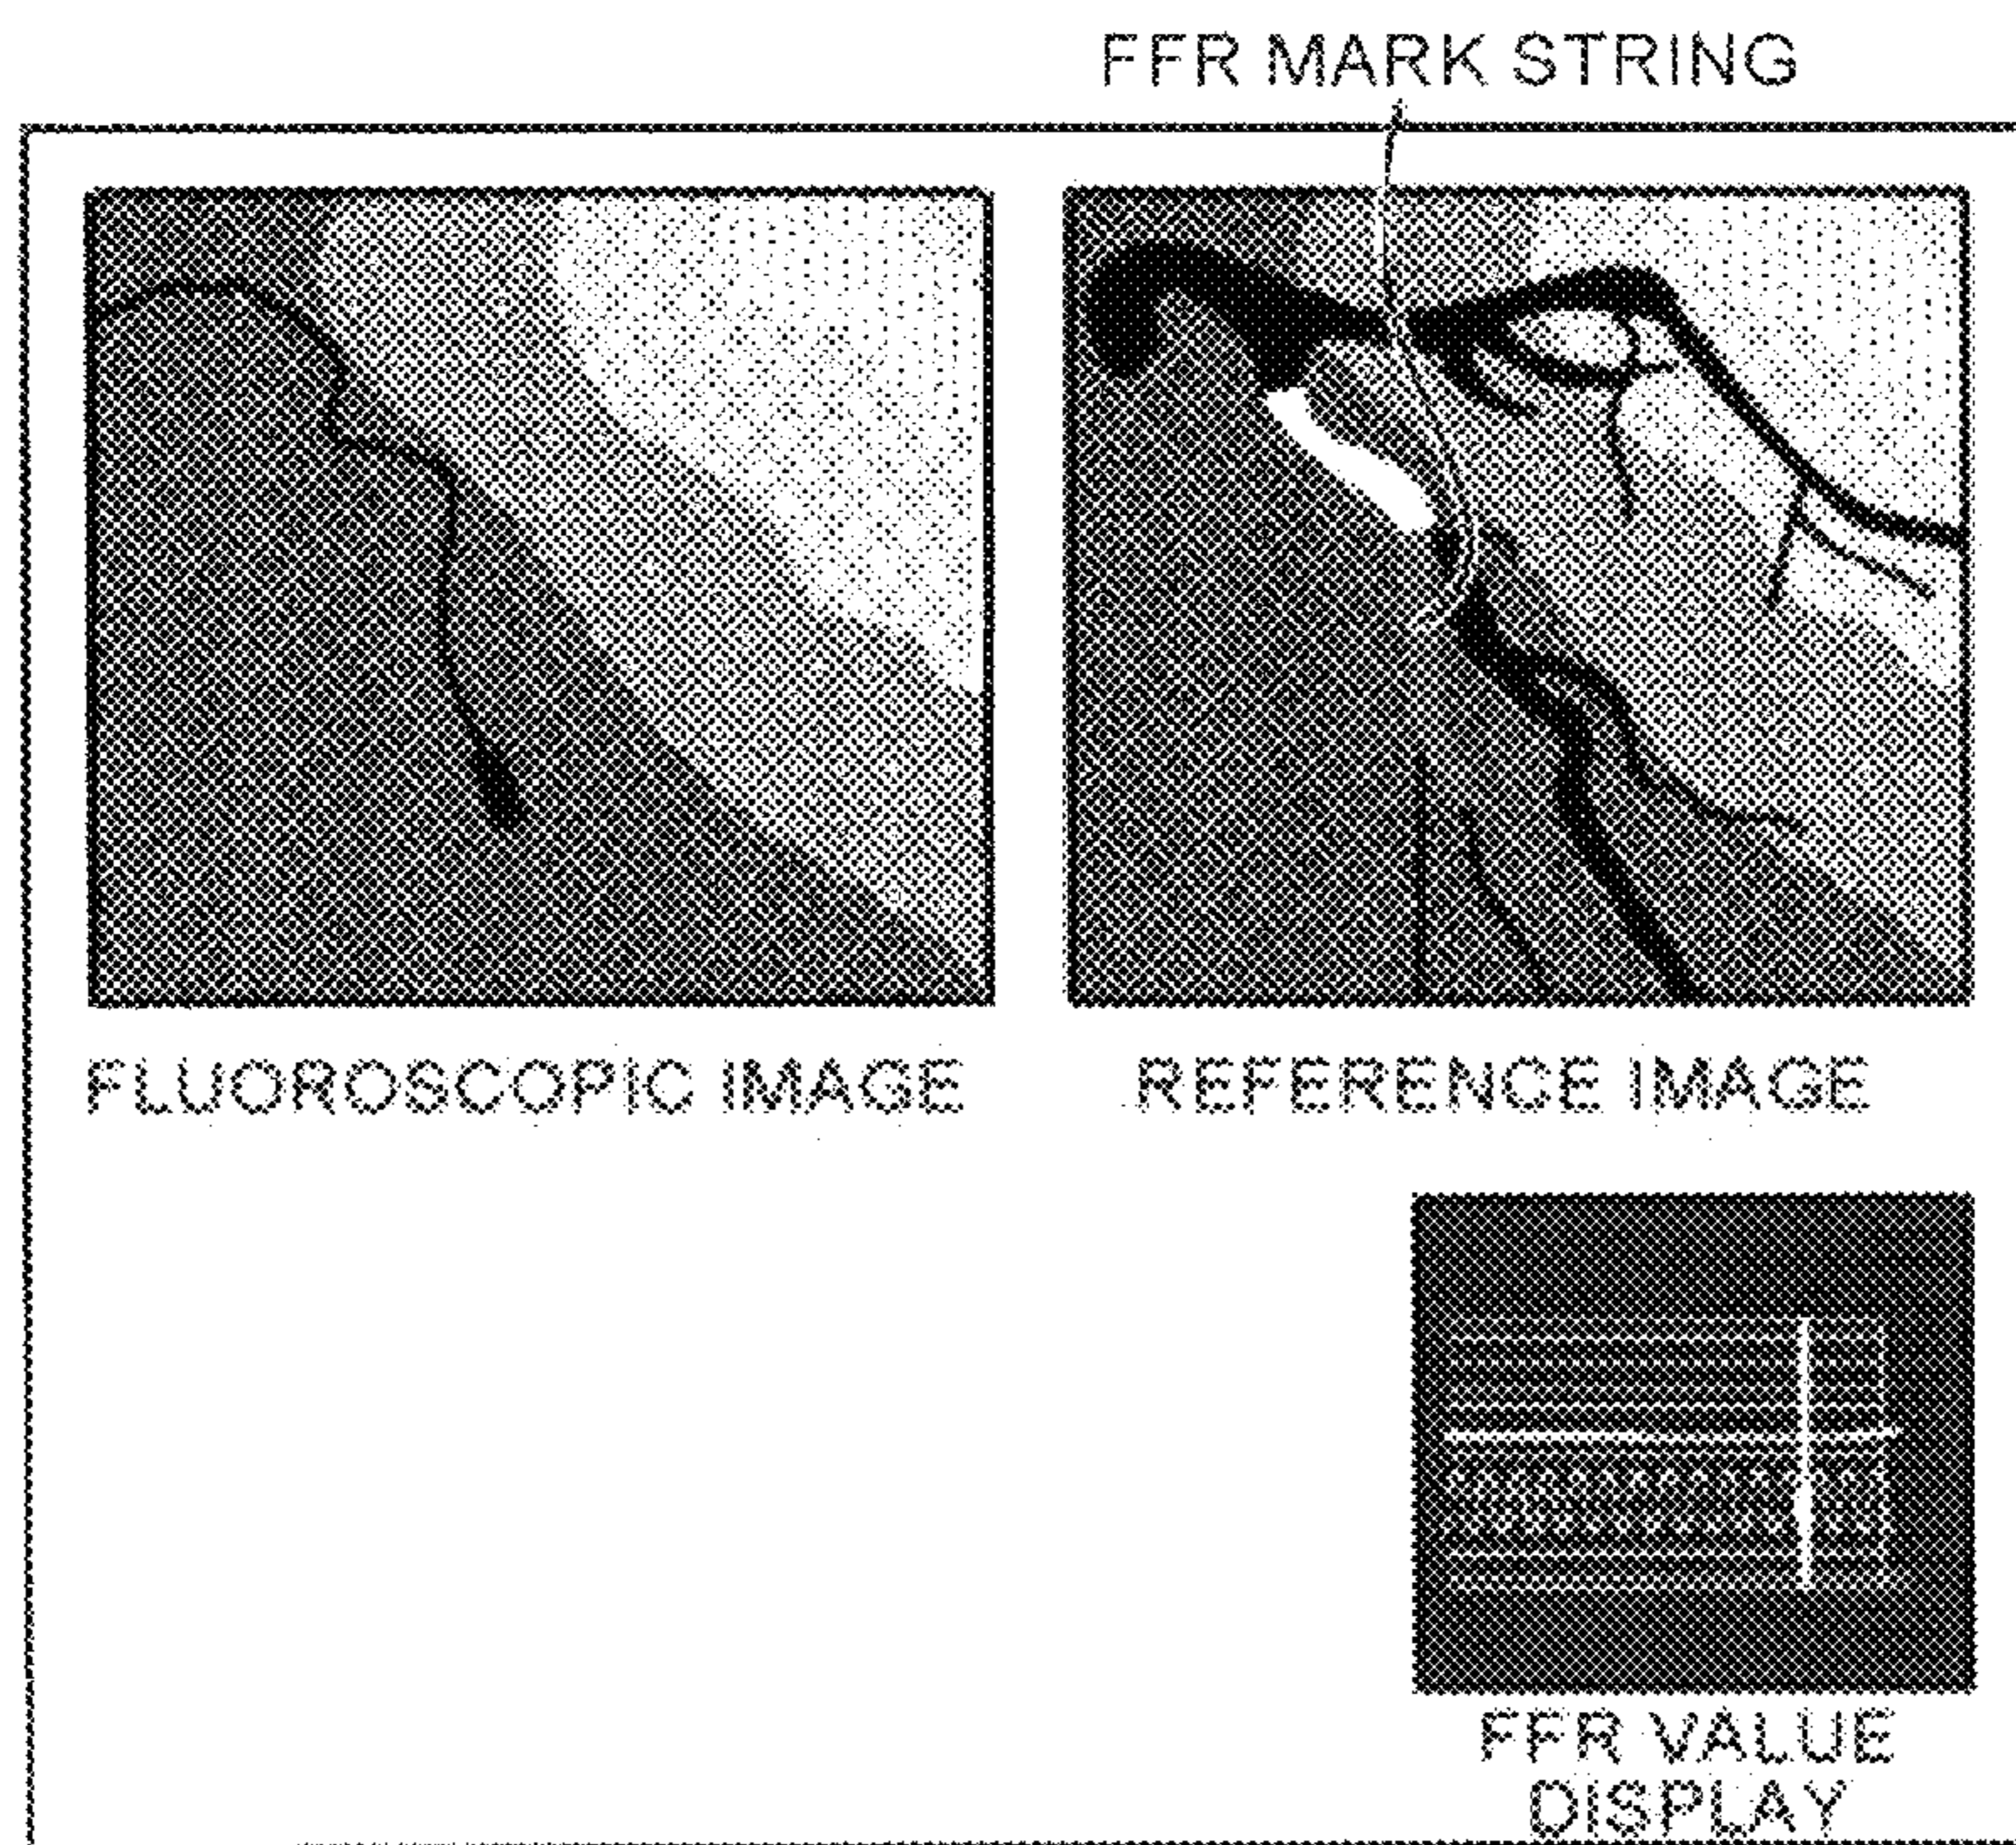 FFR MARK STRING
FLUOROSCOPIC IMAGE
REFERENCE IMAGE
FFR VALUE
DISPLAY